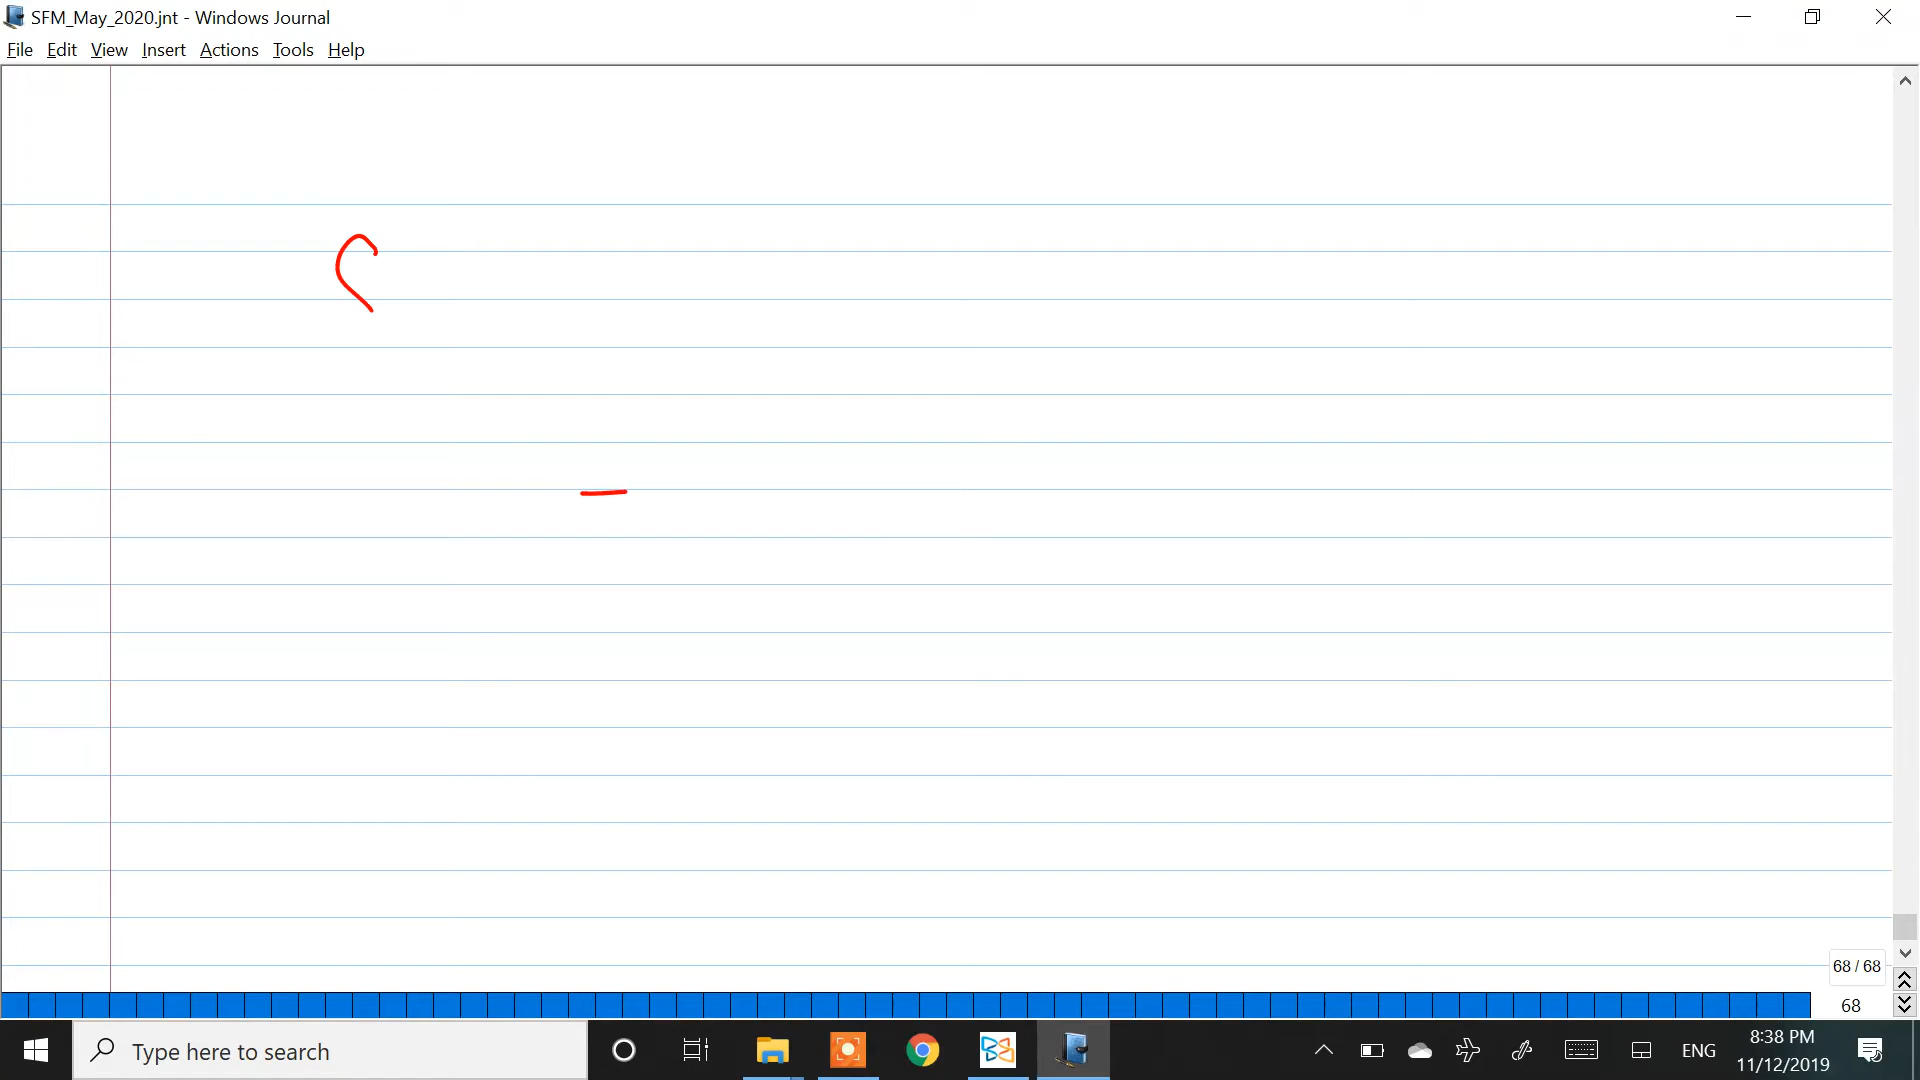 SFM_May_2020.jnt - Windows Journal
File Edit View Insert Actions Tools Help
68 / 68
68
Type here to search
ENG
8:38 PM
11/12/2019